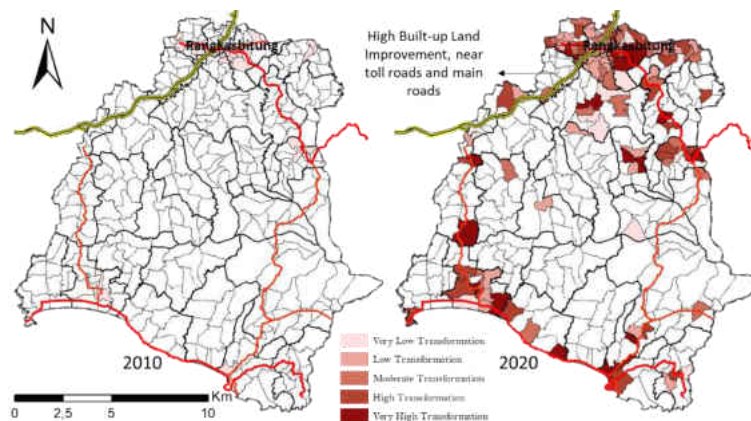 N
Rangkasbitung
High Built-up Land
Improvement, near
toll roads and main
roads
Rangkasbitung
2010
2020
Very Low Transformation
Low Transformation
Moderate Transformation
High Transformation
Very High Transformation
Km
0 2,5 5 10